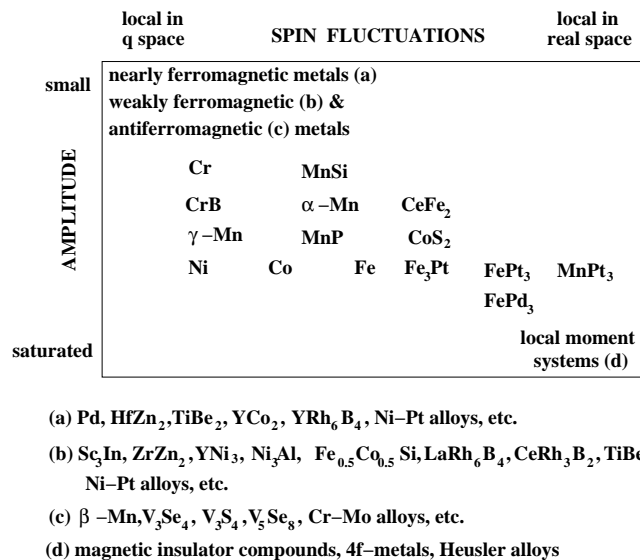 local in SPIN FLUCTUATIONS local in
q space real space
small
nearly ferromagnetic metals (a)
weakly ferromagnetic (b) &
antiferromagnetic (c) metals
AMPLITUDE
Cr MnSi
CrB α−Mn CeFe₂
γ−Mn MnP CoS₂
Ni Co Fe Fe₃Pt FePt₃ MnPt₃
FePd₃
saturated
local moment
systems (d)
(a) Pd, HfZn₂,TiBe₂, YCo₂, YRh₆B₄, Ni−Pt alloys, etc.
(b) Sc₃In, ZrZn₂,YNi₃, Ni₃Al, Fe₀.₅Co₀.₅ Si,LaRh₆B₄,CeRh₃B₂, TiBe
Ni−Pt alloys, etc.
(c) β−Mn,V₃Se₄, V₃S₄,V₅Se₈, Cr−Mo alloys, etc.
(d) magnetic insulator compounds, 4f−metals, Heusler alloys